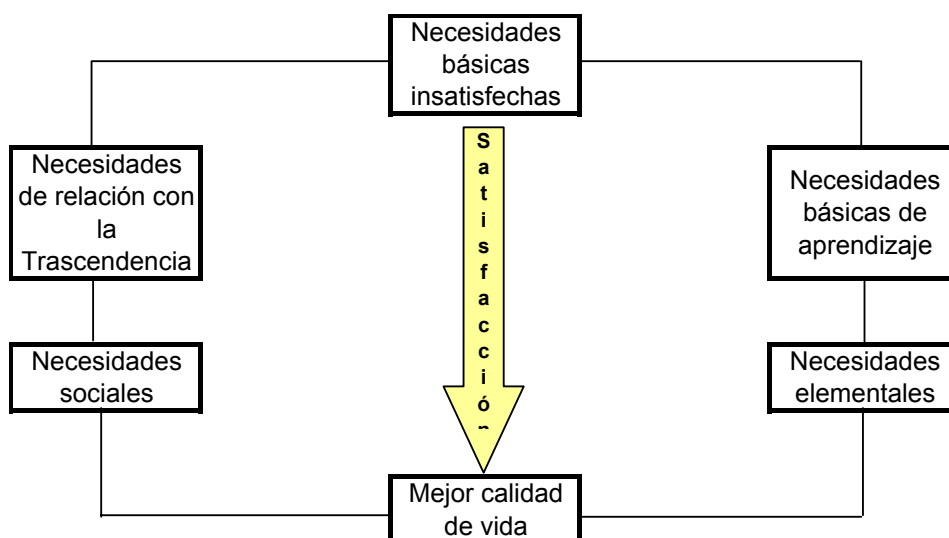 Necesidades
básicas
insatisfechas
Necesidades
de relación con
la
Trascendencia
Necesidades
básicas de
aprendizaje
Satisfacción
Necesidades
sociales
Necesidades
elementales
Mejor calidad
de vida